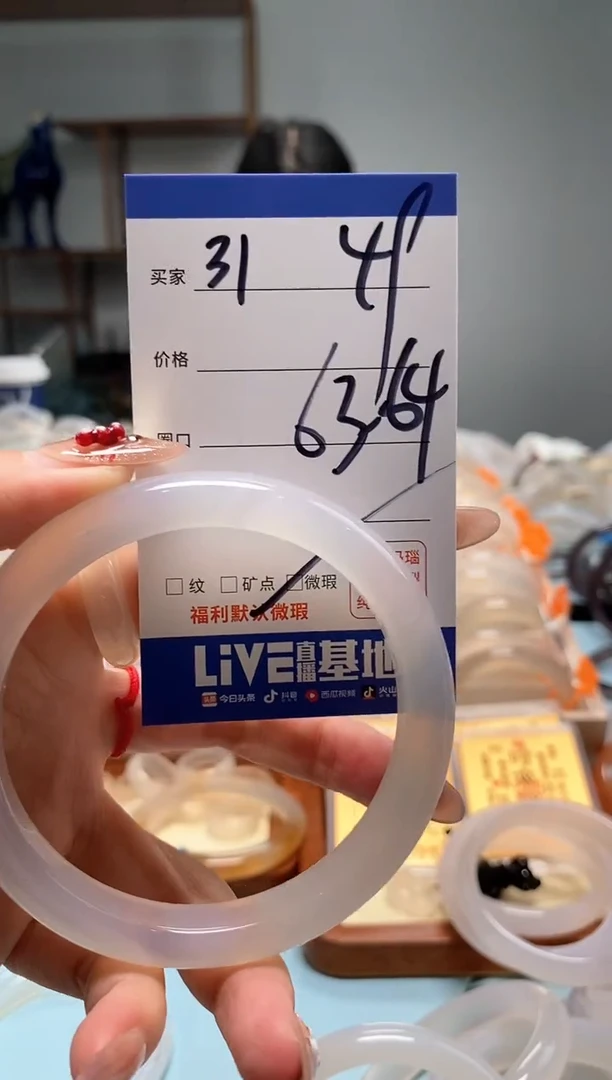 买家 31
价格
圈口 63 64
□纹 □矿点 □微瑕
福利默认微瑕
LiVE直播基地
今日头条 抖音 西瓜视频 火山